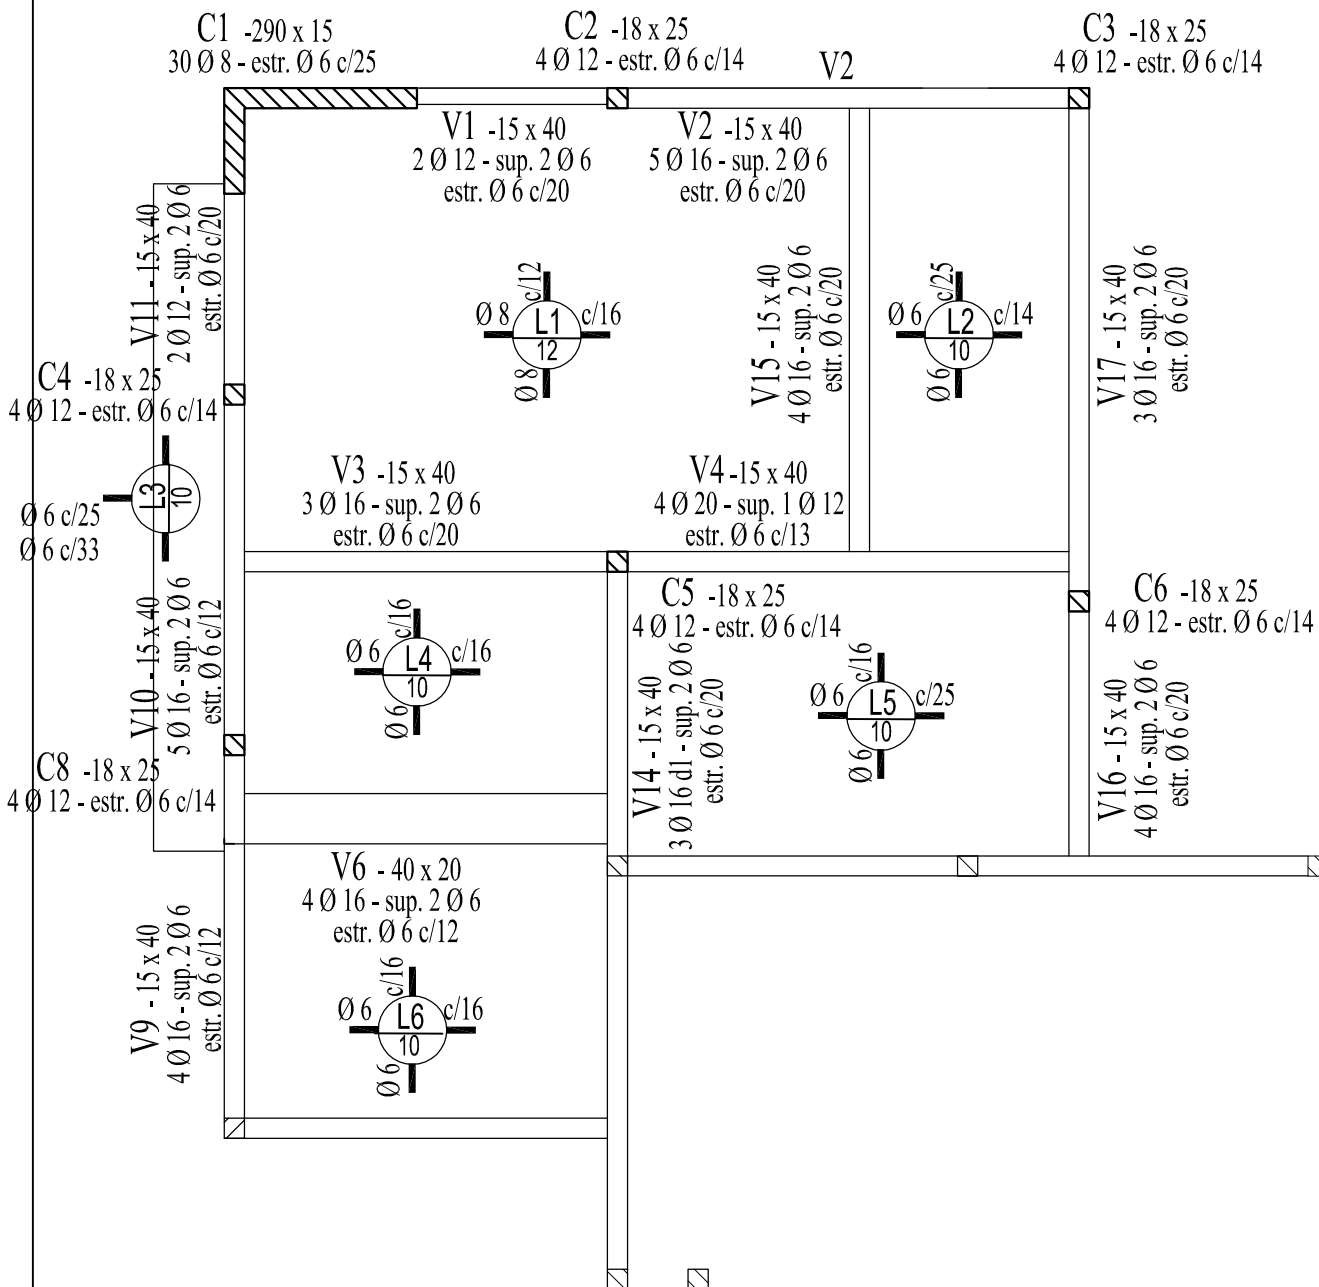 C1 -290 x 15
30 Ø 8 - estr. Ø 6 c/25
C2 -18 x 25
4 Ø 12 - estr. Ø 6 c/14
V2
C3 -18 x 25
4 Ø 12 - estr. Ø 6 c/14
V1 -15 x 40
2 Ø 12 - sup. 2 Ø 6
estr. Ø 6 c/20
V2 -15 x 40
5 Ø 16 - sup. 2 Ø 6
estr. Ø 6 c/20
V11 - 15 x 40
2 Ø 12 - sup. 2 Ø 6
estr. Ø 6 c/20
Ø 8
c/12
L1
12
c/16
Ø 8
V15 - 15 x 40
4 Ø 16 - sup. 2 Ø 6
estr. Ø 6 c/20
Ø 6
c/25
L2
10
c/14
Ø 6
V17 - 15 x 40
3 Ø 16 - sup. 2 Ø 6
estr. Ø 6 c/20
C4 -18 x 25
4 Ø 12 - estr. Ø 6 c/14
L3
10
Ø 6 c/25
Ø 6 c/33
V3 -15 x 40
3 Ø 16 - sup. 2 Ø 6
estr. Ø 6 c/20
V4 -15 x 40
4 Ø 20 - sup. 1 Ø 12
estr. Ø 6 c/13
V10 - 15 x 40
5 Ø 16 - sup. 2 Ø 6
estr. Ø 6 c/12
Ø 6
c/16
L4
10
c/16
Ø 6
C5 -18 x 25
4 Ø 12 - estr. Ø 6 c/14
C6 -18 x 25
4 Ø 12 - estr. Ø 6 c/14
V14 - 15 x 40
3 Ø 16 d1 - sup. 2 Ø 6
estr. Ø 6 c/20
Ø 6
c/16
L5
10
c/25
Ø 6
V16 - 15 x 40
4 Ø 16 - sup. 2 Ø 6
estr. Ø 6 c/20
C8 -18 x 25
4 Ø 12 - estr. Ø 6 c/14
V6 - 40 x 20
4 Ø 16 - sup. 2 Ø 6
estr. Ø 6 c/12
V9 - 15 x 40
4 Ø 16 - sup. 2 Ø 6
estr. Ø 6 c/12
Ø 6
c/16
L6
10
c/16
Ø 6